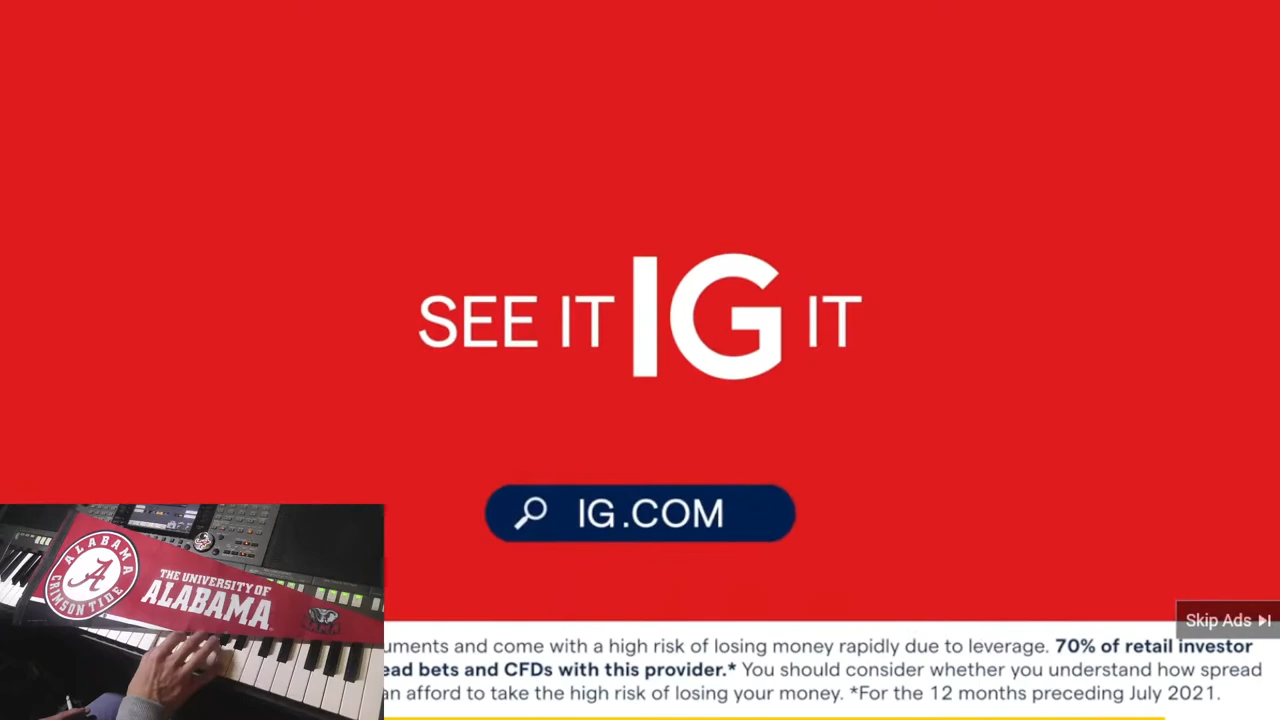 SEE IT IG IT
IG.COM
Skip Ads
uments and come with a high risk of losing money rapidly due to leverage. 70% of retail investor
ead bets and CFDs with this provider.* You should consider whether you understand how spread
an afford to take the high risk of losing your money. *For the 12 months preceding July 2021.
ALABAMA
A
CRIMSON TIDE
THE UNIVERSITY OF
ALABAMA